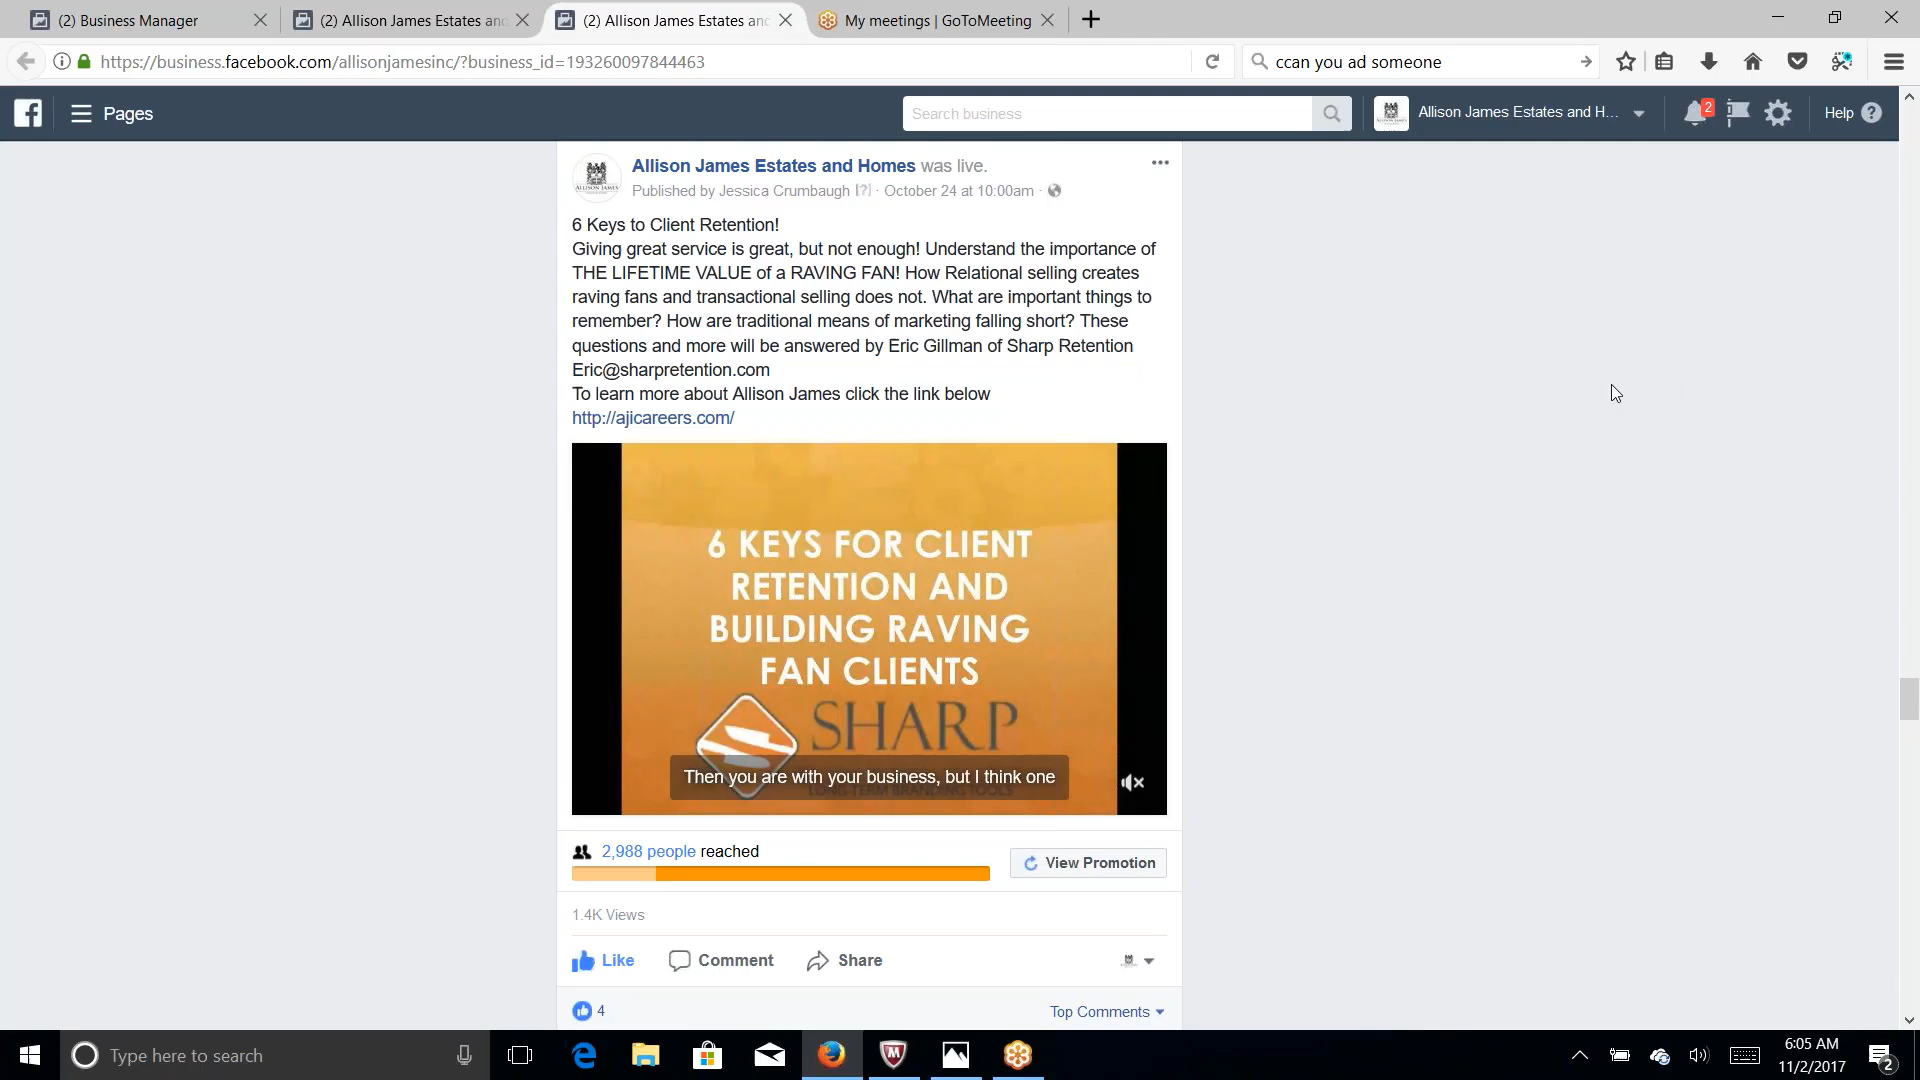 (2) Business Manager
(2) Allison James Estates and
(2) Allison James Estates and
My meetings | GoToMeeting
https://business.facebook.com/allisonjamesinc/?business_id=193260097844463
ccan you ad someone
Pages
Search business
Allison James Estates and H...
2
Help
Allison James Estates and Homes was live.
Published by Jessica Crumbaugh [?] · October 24 at 10:00am ·
6 Keys to Client Retention!
Giving great service is great, but not enough! Understand the importance of
THE LIFETIME VALUE of a RAVING FAN! How Relational selling creates
raving fans and transactional selling does not. What are important things to
remember? How are traditional means of marketing falling short? These
questions and more will be answered by Eric Gillman of Sharp Retention
Eric@sharpretention.com
To learn more about Allison James click the link below
http://ajicareers.com/
6 KEYS FOR CLIENT
RETENTION AND
BUILDING RAVING
FAN CLIENTS
SHARP
Then you are with your business, but I think one
LONG TERM BRANDING TOOLS
2,988 people reached
View Promotion
1.4K Views
Like
Comment
Share
4
Top Comments
Type here to search
6:05 AM
11/2/2017
2